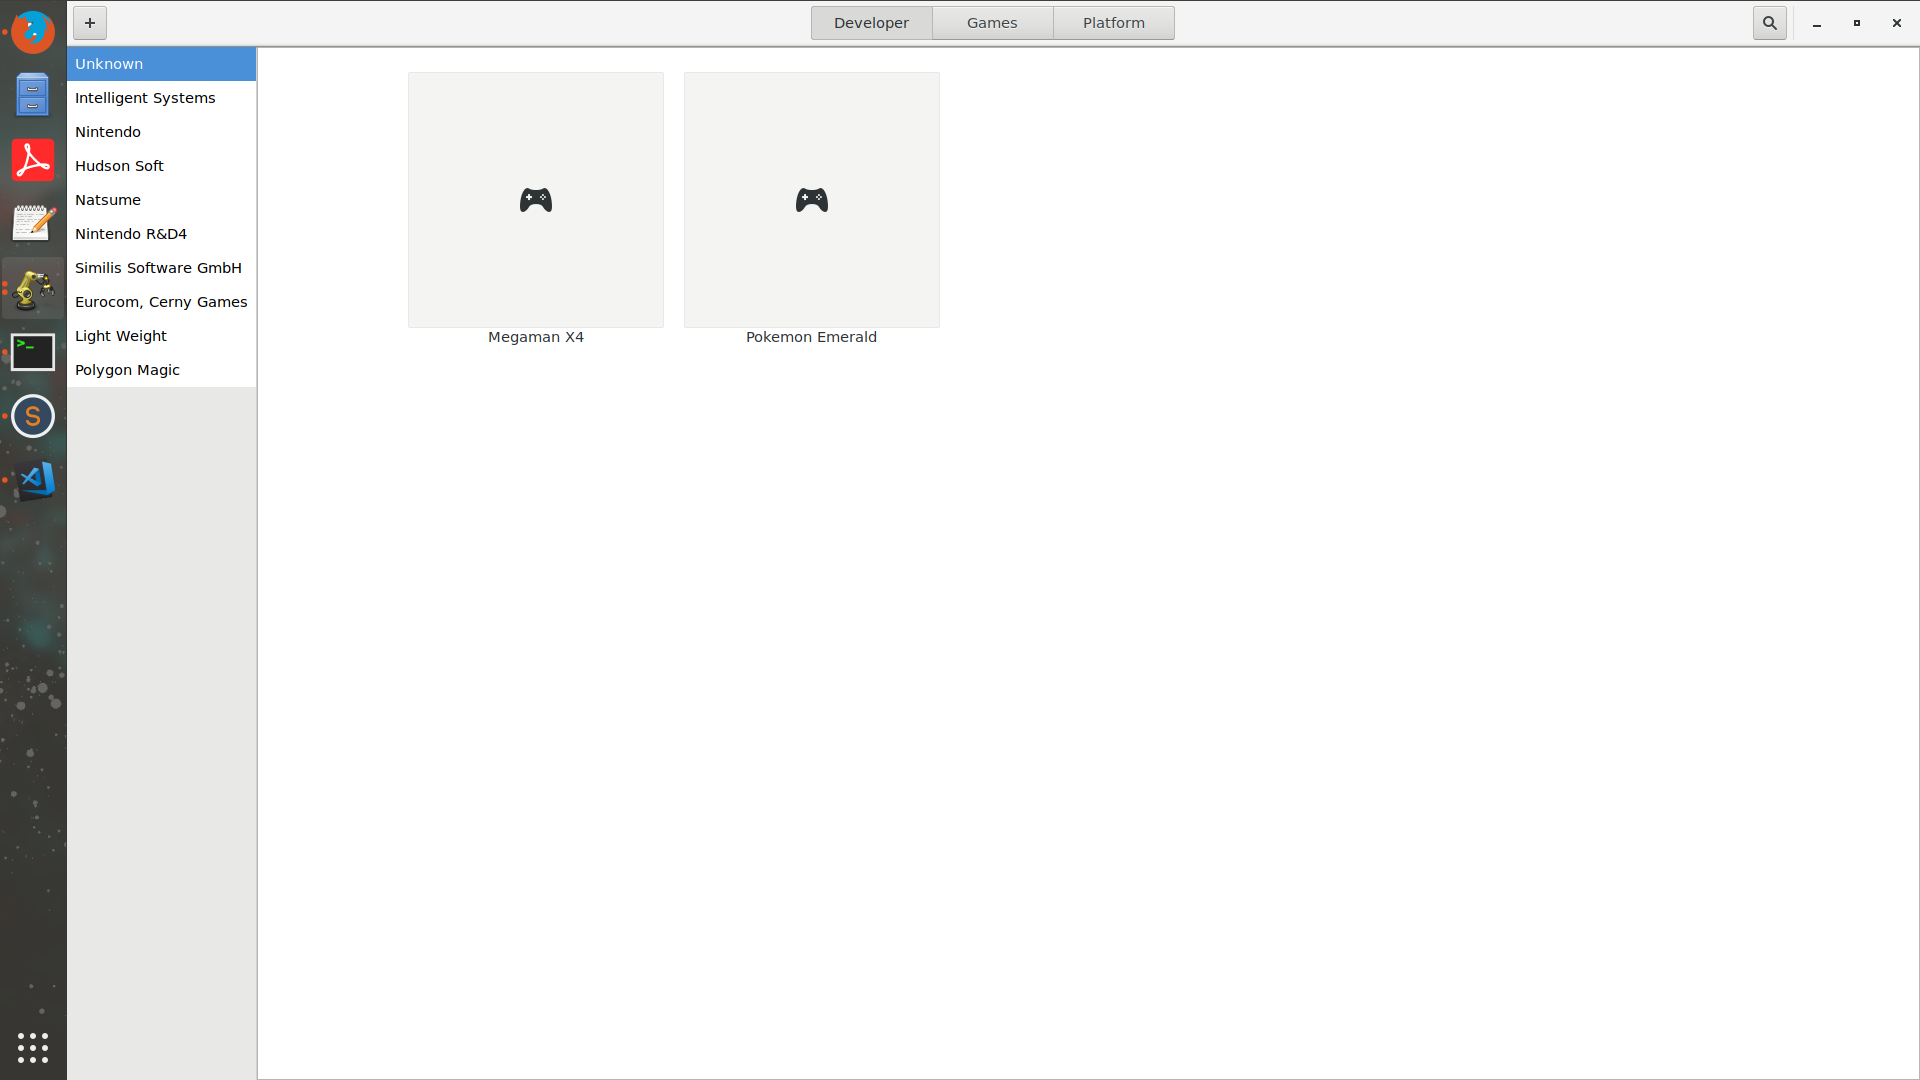 Developer
Games
Platform
Unknown
Intelligent Systems
Nintendo
Hudson Soft
Natsume
Nintendo R&D4
Similis Software GmbH
Eurocom, Cerny Games
Light Weight
Polygon Magic
Megaman X4
Pokemon Emerald
>_
S